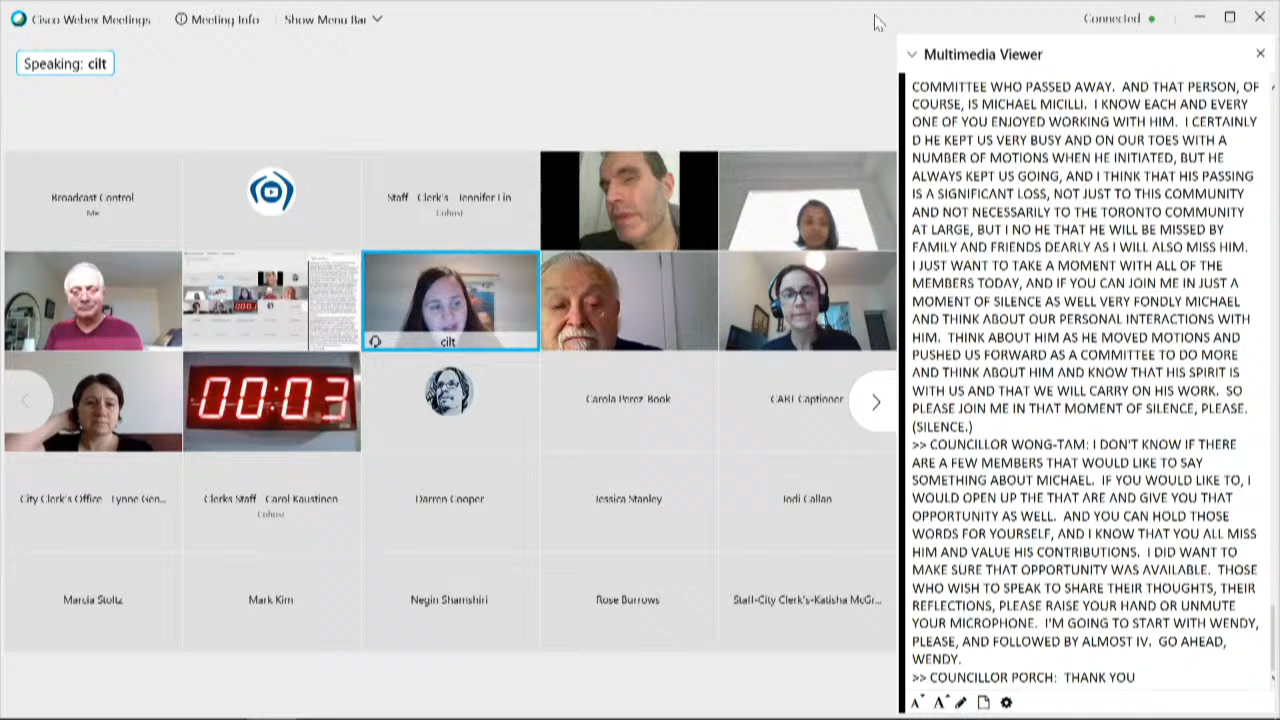 Cisco Webex Meetings
Meeting Info
Show Menu Bar
Connected
Speaking: cilt
Multimedia Viewer
Broadcast Control
Me
Staff - Clerk's - Jennifer Lin
Cohost
cilt
00:03
Carola Perez-Book
CART Captioner
City Clerk's Office - Lynne Gen...
Clerks Staff - Carol Kaustinen
Cohost
Darren Cooper
Jessica Stanley
Jodi Callan
Marcia Stoltz
Mark Kim
Negin Shamshiri
Rose Burrows
Staff-City Clerk's-Katisha McGr...
COMMITTEE WHO PASSED AWAY. AND THAT PERSON, OF
COURSE, IS MICHAEL MICILLI. I KNOW EACH AND EVERY
ONE OF YOU ENJOYED WORKING WITH HIM. I CERTAINLY
D HE KEPT US VERY BUSY AND ON OUR TOES WITH A
NUMBER OF MOTIONS WHEN HE INITIATED, BUT HE
ALWAYS KEPT US GOING, AND I THINK THAT HIS PASSING
IS A SIGNIFICANT LOSS, NOT JUST TO THIS COMMUNITY
AND NOT NECESSARILY TO THE TORONTO COMMUNITY
AT LARGE, BUT I NO HE THAT HE WILL BE MISSED BY
FAMILY AND FRIENDS DEARLY AS I WILL ALSO MISS HIM.
I JUST WANT TO TAKE A MOMENT WITH ALL OF THE
MEMBERS TODAY, AND IF YOU CAN JOIN ME IN JUST A
MOMENT OF SILENCE AS WELL VERY FONDLY MICHAEL
AND THINK ABOUT OUR PERSONAL INTERACTIONS WITH
HIM. THINK ABOUT HIM AS HE MOVED MOTIONS AND
PUSHED US FORWARD AS A COMMITTEE TO DO MORE
AND THINK ABOUT HIM AND KNOW THAT HIS SPIRIT IS
WITH US AND THAT WE WILL CARRY ON HIS WORK. SO
PLEASE JOIN ME IN THAT MOMENT OF SILENCE, PLEASE.
(SILENCE.)
>> COUNCILLOR WONG-TAM: I DON'T KNOW IF THERE
ARE A FEW MEMBERS THAT WOULD LIKE TO SAY
SOMETHING ABOUT MICHAEL. IF YOU WOULD LIKE TO, I
WOULD OPEN UP THE THAT ARE AND GIVE YOU THAT
OPPORTUNITY AS WELL. AND YOU CAN HOLD THOSE
WORDS FOR YOURSELF, AND I KNOW THAT YOU ALL MISS
HIM AND VALUE HIS CONTRIBUTIONS. I DID WANT TO
MAKE SURE THAT OPPORTUNITY WAS AVAILABLE. THOSE
WHO WISH TO SPEAK TO SHARE THEIR THOUGHTS, THEIR
REFLECTIONS, PLEASE RAISE YOUR HAND OR UNMUTE
YOUR MICROPHONE. I'M GOING TO START WITH WENDY,
PLEASE, AND FOLLOWED BY ALMOST IV. GO AHEAD,
WENDY.
>> COUNCILLOR PORCH: THANK YOU